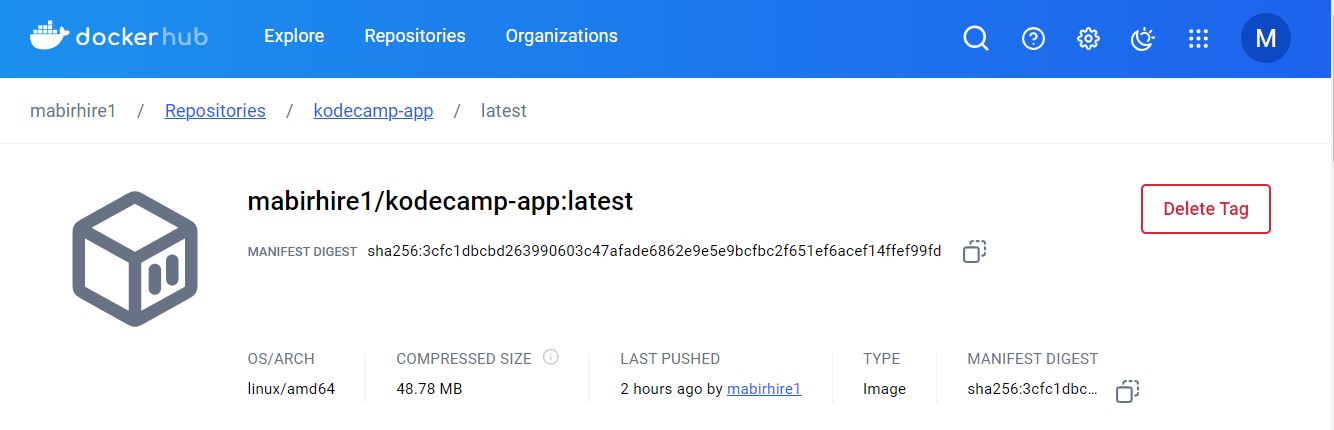 docker hub Explore Repositories Organizations M
mabirhire1 / Repositories / kodecamp-app / latest
mabirhire1/kodecamp-app:latest
Delete Tag
MANIFEST DIGEST sha256:3cfc1dbcbd263990603c47afade6862e9e5e9bcfbc2f651ef6acef14ffef99fd
OS/ARCH COMPRESSED SIZE LAST PUSHED TYPE MANIFEST DIGEST
linux/amd64 48.78 MB 2 hours ago by mabirhire1 Image sha256:3cfc1dbc...